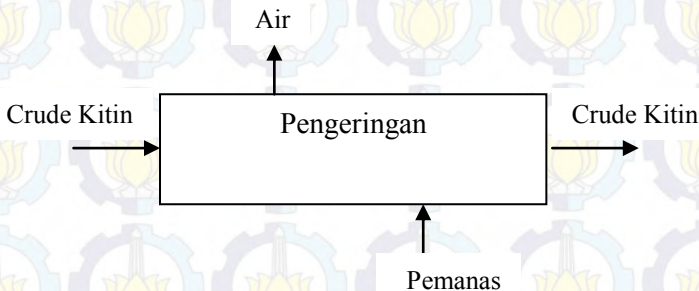 Air
Crude Kitin
Pengeringan
Crude Kitin
Pemanas